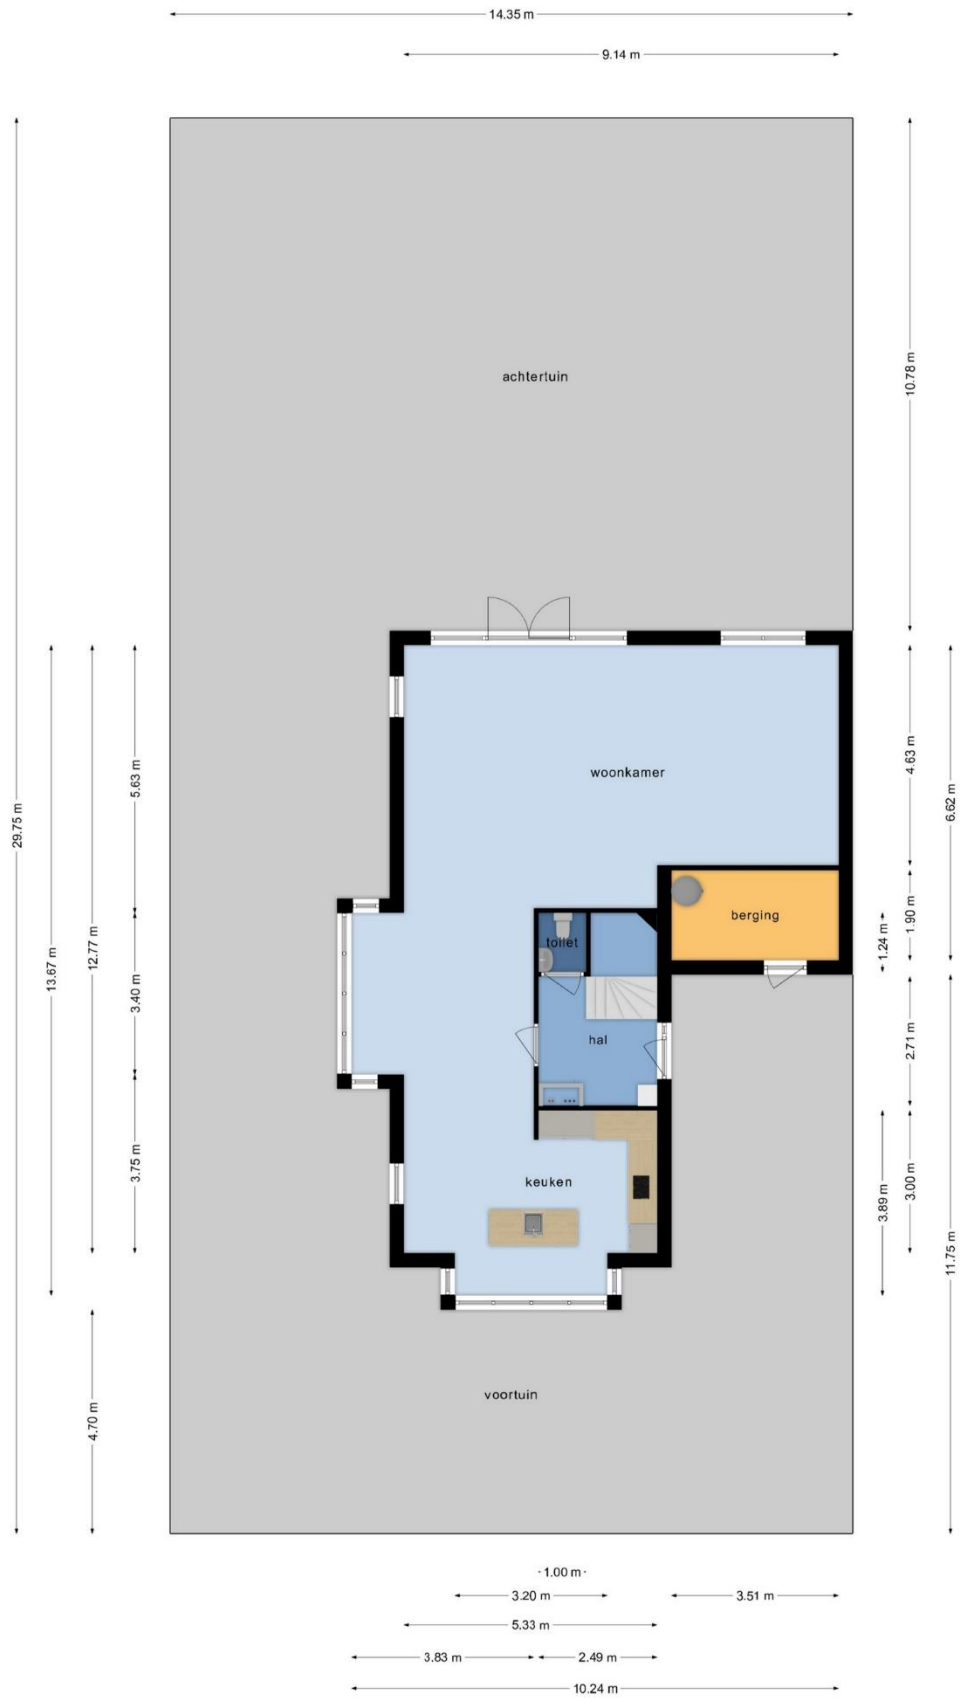 14.35 m
9.14 m
achtertuin
10.78 m
woonkamer
5.63 m
4.63 m
6.62 m
29.75 m
berging
1.90 m
toilet
1.24 m
12.77 m
13.67 m
3.40 m
hal
2.71 m
3.75 m
keuken
3.89 m
3.00 m
11.75 m
voortuin
4.70 m
1.00 m
3.20 m
3.51 m
5.33 m
3.83 m
2.49 m
10.24 m